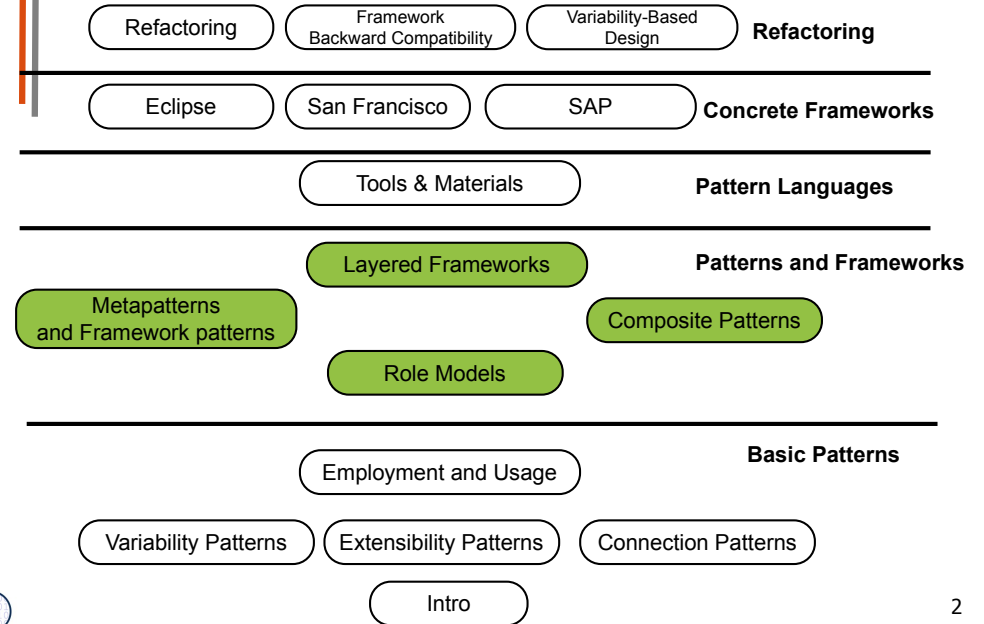 Refactoring
Framework
Backward Compatibility
Variability-Based
Design
Refactoring
Eclipse
San Francisco
SAP
Concrete Frameworks
Tools & Materials
Pattern Languages
Layered Frameworks
Patterns and Frameworks
Metapatterns
and Framework patterns
Composite Patterns
Role Models
Basic Patterns
Employment and Usage
Variability Patterns
Extensibility Patterns
Connection Patterns
Intro
2